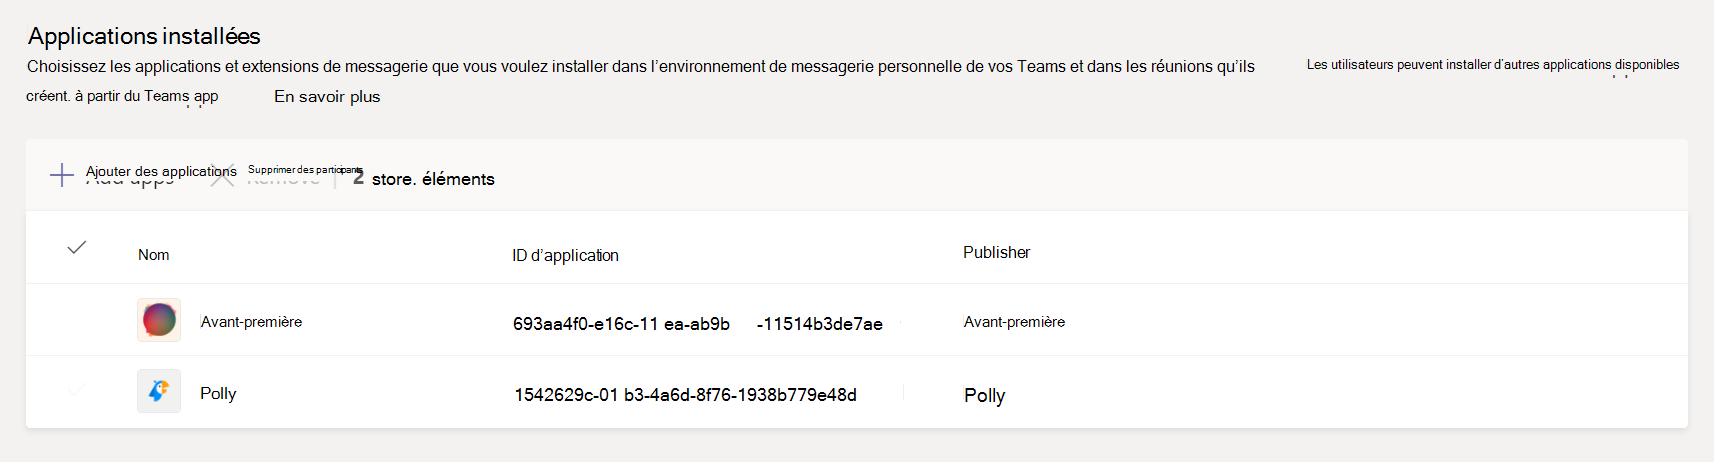 Applications installées
Choisissez les applications et extensions de messagerie que vous voulez installer dans l'environnement de messagerie personnelle de vos Teams et dans les réunions qu'ils Les utilisateurs peuvent installer d'autres applications disponibles
créent. à partir du Teams app En savoir plus
Ajouter des applications Supprimer des participants 2 store. éléments
Add apps Remove
Nom ID d'application Publisher
Avant-première 693aa4f0-e16c-11 ea-ab9b -11514b3de7ae Avant-première
Polly 1542629c-01 b3-4a6d-8f76-1938b779e48d Polly